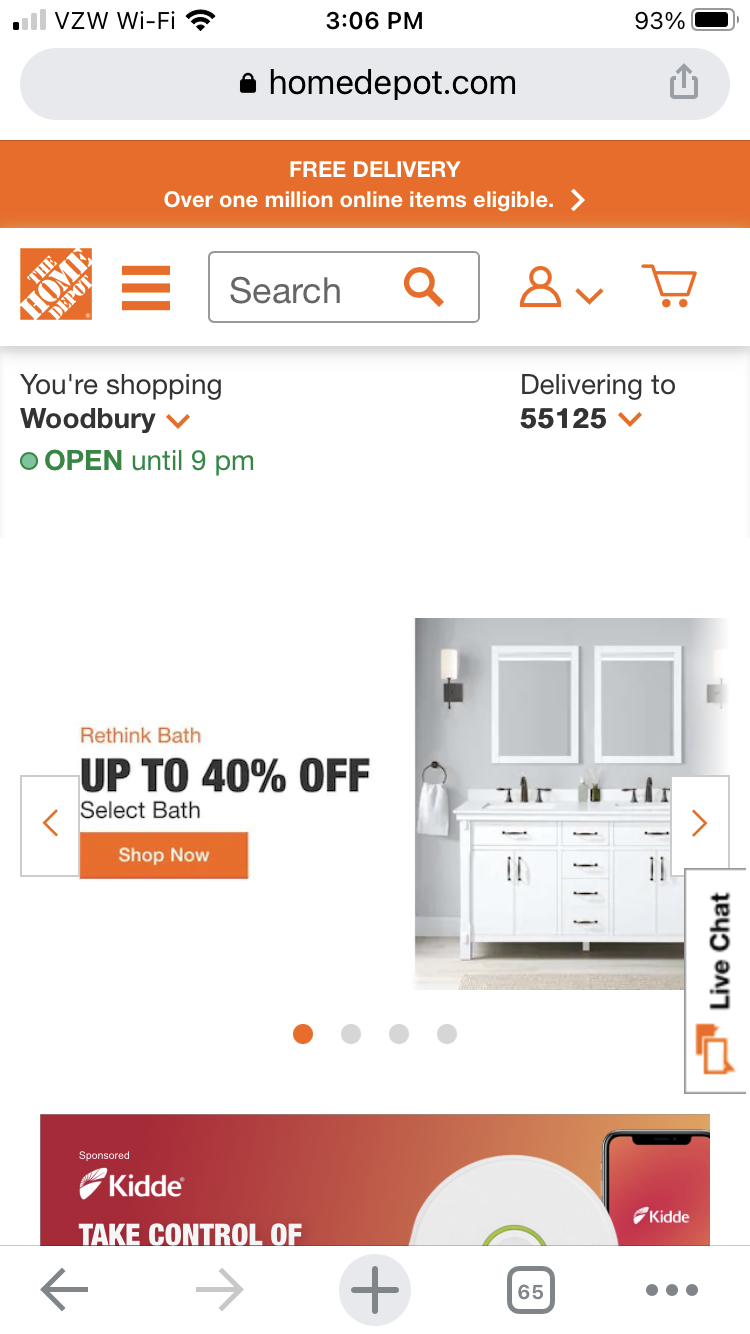 VZW Wi-Fi 3:06 PM 93%
homedepot.com
FREE DELIVERY
Over one million online items eligible.
THE
HOME
DEPOT
Search
You're shopping
Woodbury
OPEN until 9 pm
Delivering to
55125
Rethink Bath
UP TO 40% OFF
Select Bath
Shop Now
Live Chat
Sponsored
Kidde
TAKE CONTROL OF
Kidde
65